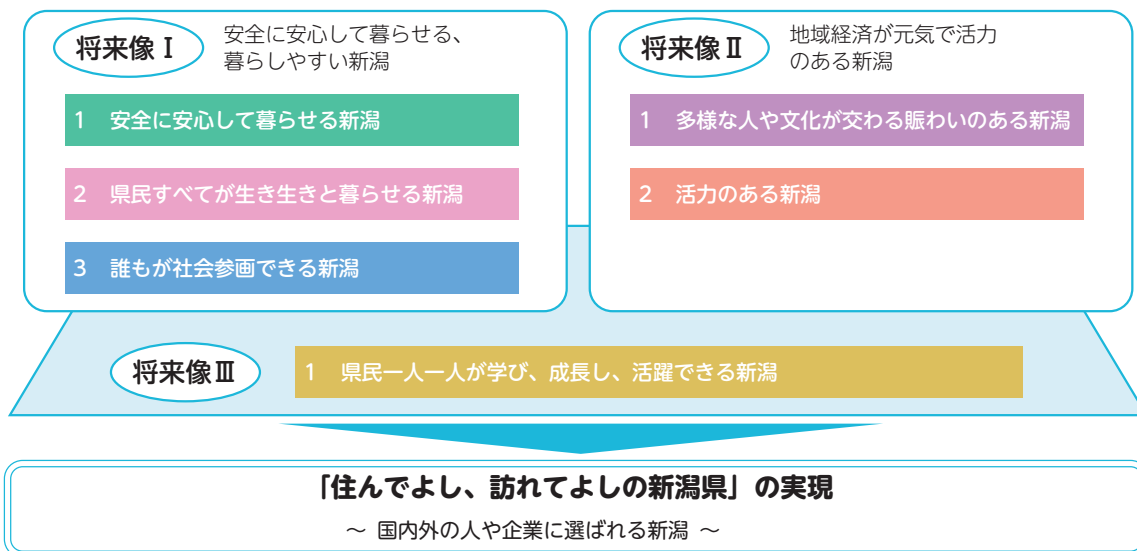 将来像Ⅰ
安全に安心して暮らせる、
暮らしやすい新潟
1 安全に安心して暮らせる新潟
2 県民すべてが生き生きと暮らせる新潟
3 誰もが社会参画できる新潟
将来像Ⅱ
地域経済が元気で活力
のある新潟
1 多様な人や文化が交わる賑わいのある新潟
2 活力のある新潟
将来像Ⅲ
1 県民一人一人が学び、成長し、活躍できる新潟
「住んでよし、訪れてよしの新潟県」の実現
～ 国内外の人や企業に選ばれる新潟 ～